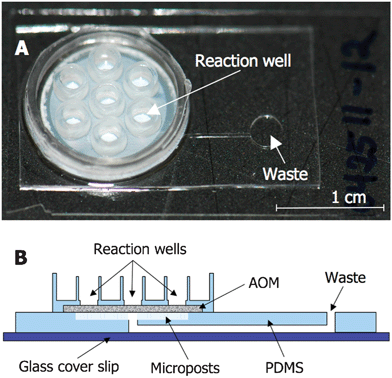 A
Reaction well
Waste
1 cm
B
Reaction wells
AOM
Waste
Glass cover slip
Microposts
PDMS